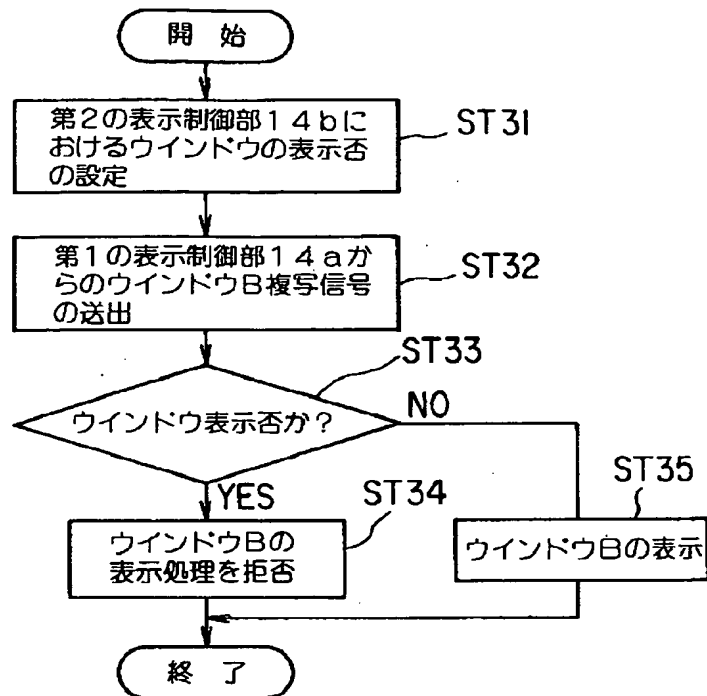 開 始
第2の表示制御部14bに
おけるウインドウの表示否
の設定
ST31
第1の表示制御部14aか
らのウインドウB複写信号
の送出
ST32
ST33
ウインドウ表示否か?
NO
YES
ST34
ウインドウBの
表示処理を拒否
ST35
ウインドウBの表示
終 了